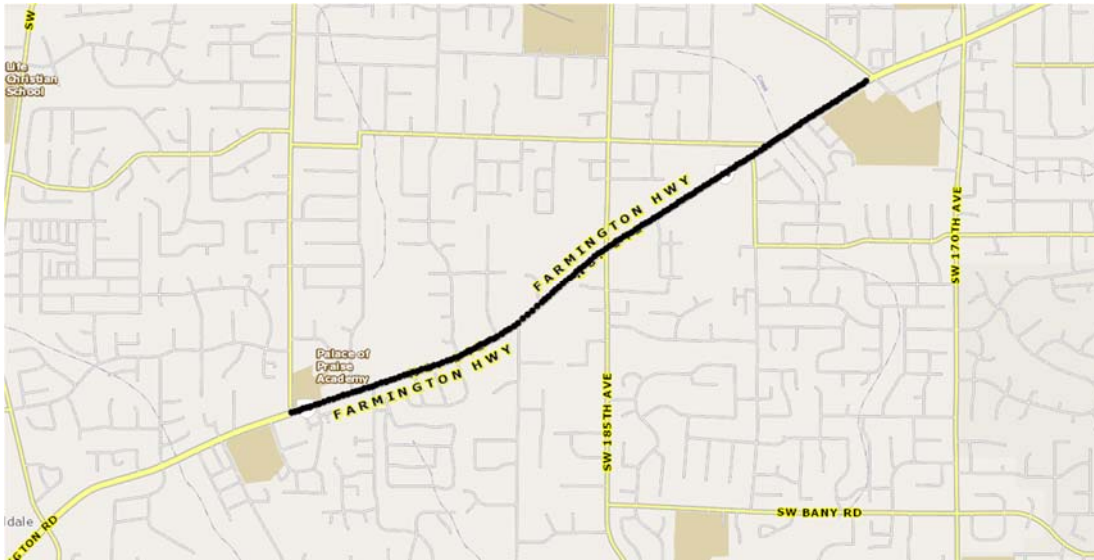 SW
Life
Christian
School
FARMINGTON HWY
SW 170TH AVE
Palace of
Praise
Academy
FARMINGTON HWY
SW 185TH AVE
SW BANY RD
dale
GTON RD